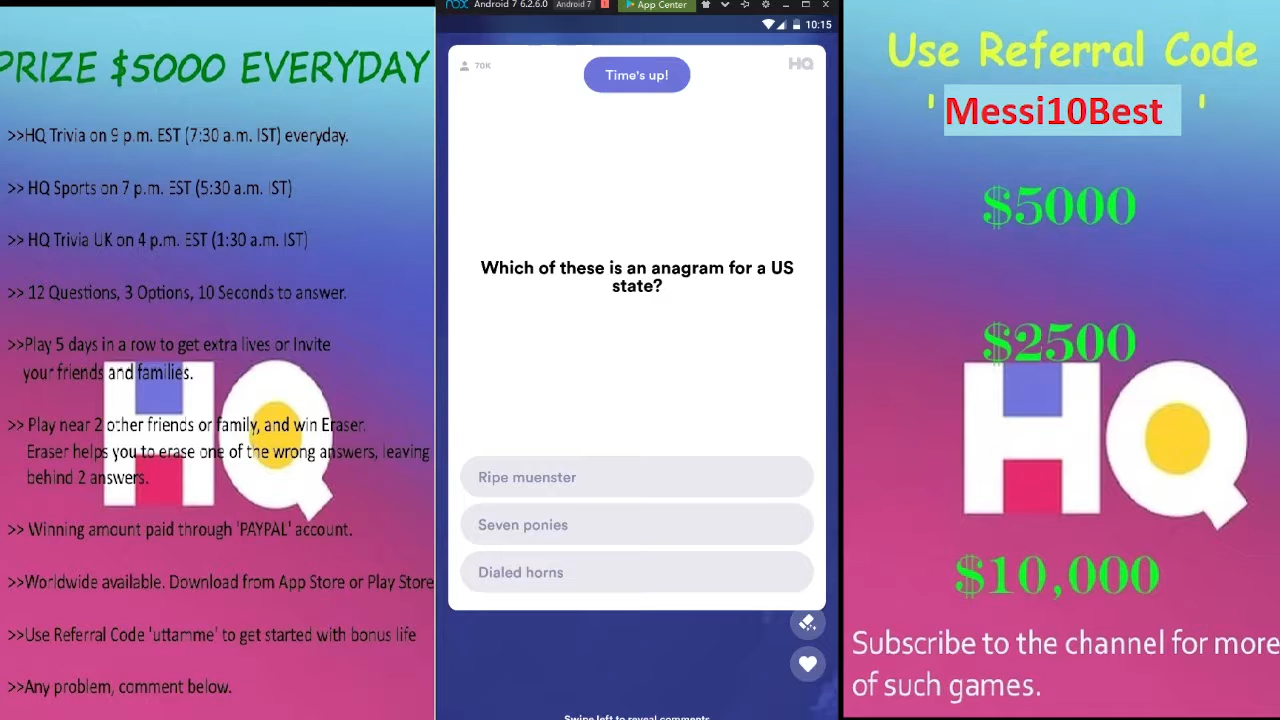 PRIZE $5000 EVERYDAY
>>HQ Trivia on 9 p.m. EST (7:30 a.m. IST) everyday.
>> HQ Sports on 7 p.m. EST (5:30 a.m. IST)
>> HQ Trivia UK on 4 p.m. EST (1:30 a.m. IST)
>> 12 Questions, 3 Options, 10 Seconds to answer.
>>Play 5 days in a row to get extra lives or Invite
your friends and families.
>> Play near 2 other friends or family, and win Eraser.
Eraser helps you to erase one of the wrong answers, leaving
behind 2 answers.
>> Winning amount paid through 'PAYPAL' account.
>>Worldwide available. Download from App Store or Play Store
>>Use Referral Code 'uttamme' to get started with bonus life
>>Any problem, comment below.
HQ
nox Android 7 6.2.6.0 Android 7 App Center
10:15
70K
Time's up!
HQ
Which of these is an anagram for a US
state?
Ripe muenster
Seven ponies
Dialed horns
Swipe left to reveal comments
Use Referral Code
' Messi10Best '
$5000
$2500
HQ
$10,000
Subscribe to the channel for more
of such games.